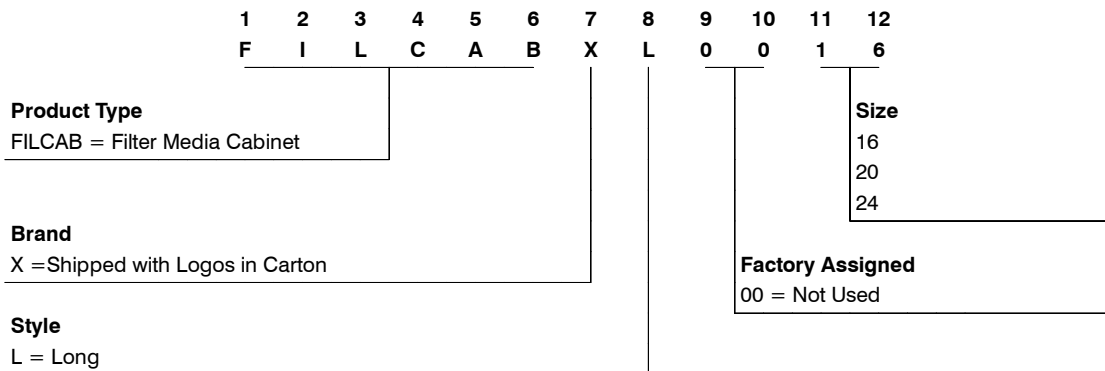 1 2 3 4 5 6 7 8 9 10 11 12
F I L C A B X L 0 0 1 6
Product Type
FILCAB = Filter Media Cabinet
Size
16
20
24
Brand
X =Shipped with Logos in Carton
Factory Assigned
00 = Not Used
Style
L = Long